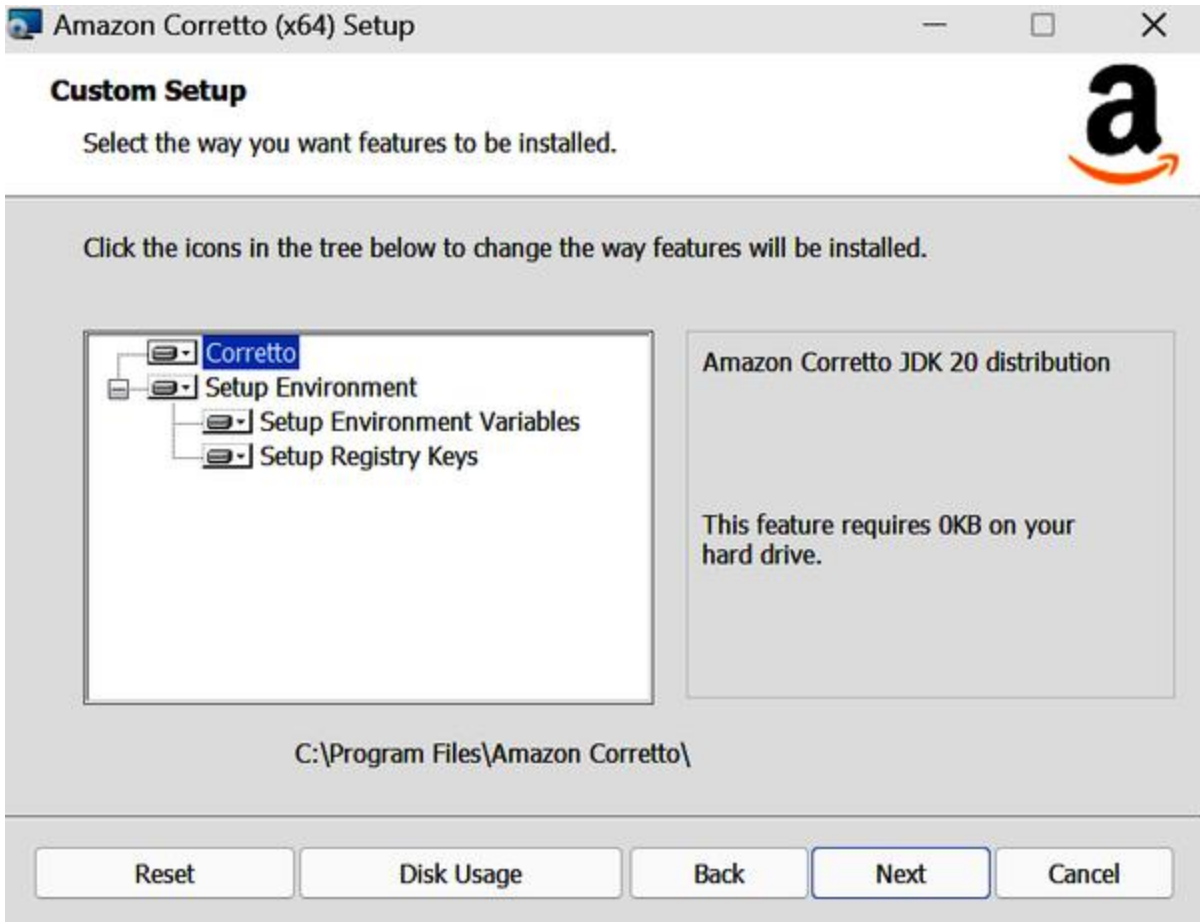 Amazon Corretto (x64) Setup
Custom Setup
Select the way you want features to be installed.
a
Click the icons in the tree below to change the way features will be installed.
Corretto
Setup Environment
Setup Environment Variables
Setup Registry Keys
Amazon Corretto JDK 20 distribution
This feature requires 0KB on your
hard drive.
C:\Program Files\Amazon Corretto\
Reset
Disk Usage
Back
Next
Cancel